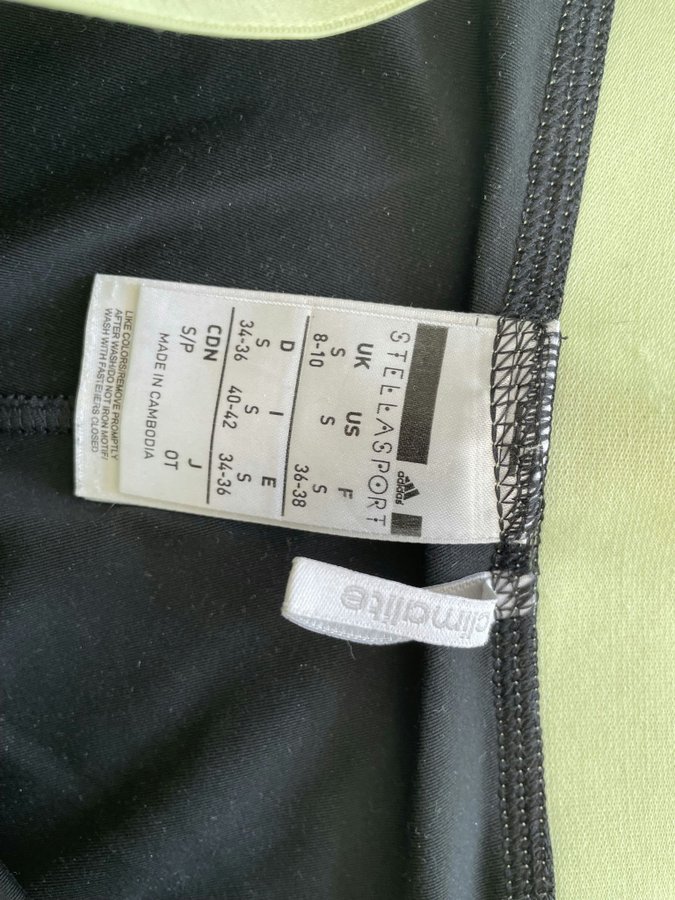 adidas
STELLASPORT
UK US F
S S S
8-10 36-38
D I E
S S S
34-36 40-42 34-36
CDN J
S/P OT
MADE IN CAMBODIA
LIKE COLORS/REMOVE PROMPTLY
AFTER WASH/DO NOT IRON MOTIF/
WASH WITH FASTENERS CLOSED.
climalite